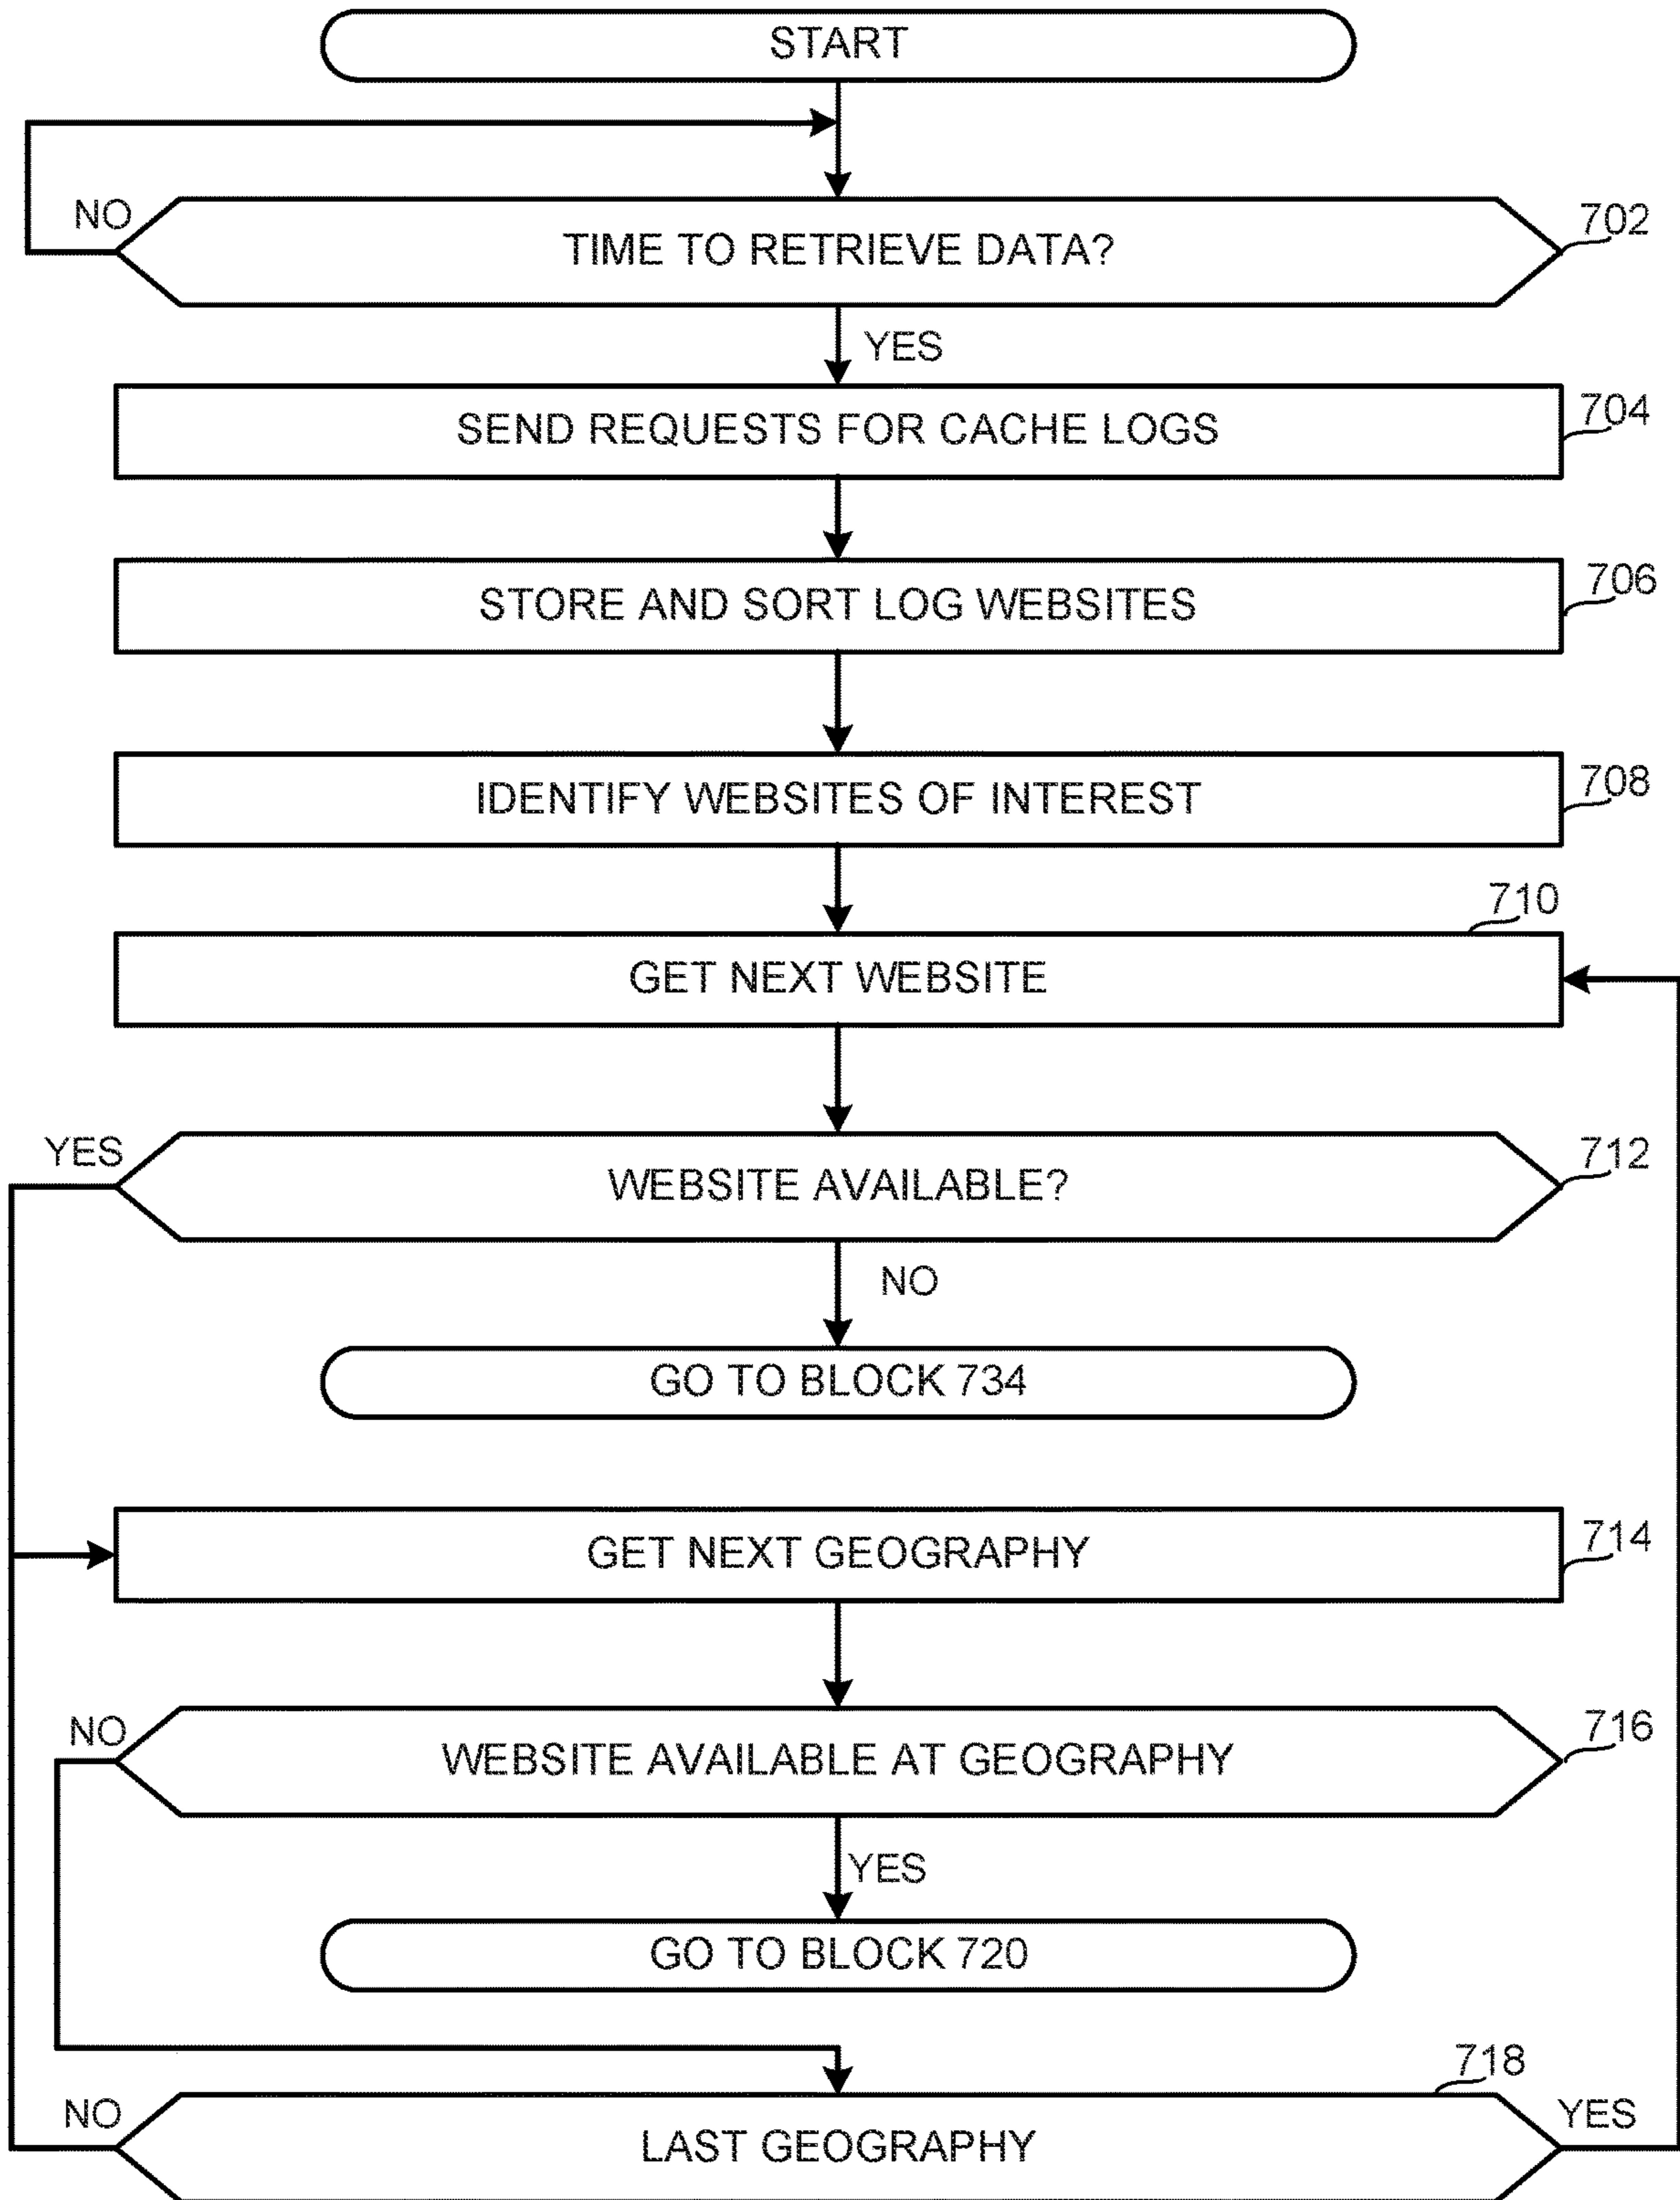 START
NO
TIME TO RETRIEVE DATA?
702
YES
SEND REQUESTS FOR CACHE LOGS
704
STORE AND SORT LOG WEBSITES
706
IDENTIFY WEBSITES OF INTEREST
708
710
GET NEXT WEBSITE
YES
WEBSITE AVAILABLE?
712
NO
GO TO BLOCK 734
GET NEXT GEOGRAPHY
714
NO
WEBSITE AVAILABLE AT GEOGRAPHY
716
YES
GO TO BLOCK 720
718
NO
LAST GEOGRAPHY
YES